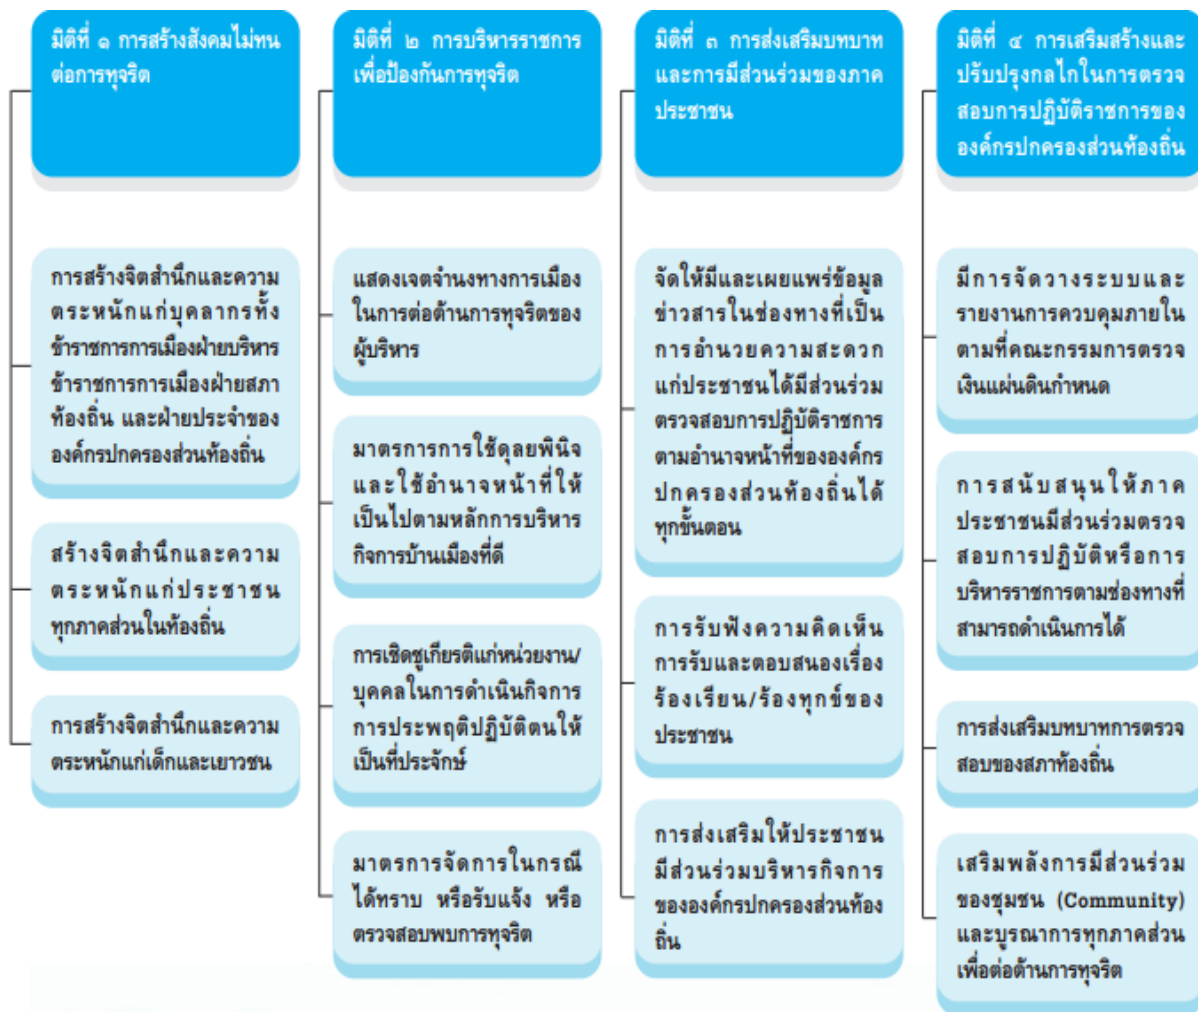 มิติที่ ๑ การสร้างสังคมไม่ทน
ต่อการทุจริต
การสร้างจิตสำนึกและความ
ตระหนักแก่บุคลากรทั้ง
ข้าราชการการเมืองฝ่ายบริหาร
ข้าราชการการเมืองฝ่ายสภา
ท้องถิ่น และฝ่ายประจำของ
องค์กรปกครองส่วนท้องถิ่น
สร้างจิตสำนึกและความ
ตระหนักแก่ประชาชน
ทุกภาคส่วนในท้องถิ่น
การสร้างจิตสำนึกและความ
ตระหนักแก่เด็กและเยาวชน
มิติที่ ๒ การบริหารราชการ
เพื่อป้องกันการทุจริต
แสดงเจตจำนงทางการเมือง
ในการต่อต้านการทุจริตของ
ผู้บริหาร
มาตรการการใช้ดุลยพินิจ
และใช้อำนาจหน้าที่ให้
เป็นไปตามหลักการบริหาร
กิจการบ้านเมืองที่ดี
การเชิดชูเกียรติแก่หน่วยงาน/
บุคคลในการดำเนินกิจการ
การประพฤติปฏิบัติตนให้
เป็นที่ประจักษ์
มาตรการจัดการในกรณี
ได้ทราบ หรือรับแจ้ง หรือ
ตรวจสอบพบการทุจริต
มิติที่ ๓ การส่งเสริมบทบาท
และการมีส่วนร่วมของภาค
ประชาชน
จัดให้มีและเผยแพร่ข้อมูล
ข่าวสารในช่องทางที่เป็น
การอำนวยความสะดวก
แก่ประชาชนได้มีส่วนร่วม
ตรวจสอบการปฏิบัติราชการ
ตามอำนาจหน้าที่ขององค์กร
ปกครองส่วนท้องถิ่นได้
ทุกขั้นตอน
การรับฟังความคิดเห็น
การรับและตอบสนองเรื่อง
ร้องเรียน/ร้องทุกข์ของ
ประชาชน
การส่งเสริมให้ประชาชน
มีส่วนร่วมบริหารกิจการ
ขององค์กรปกครองส่วนท้อง
ถิ่น
มิติที่ ๔ การเสริมสร้างและ
ปรับปรุงกลไกในการตรวจ
สอบการปฏิบัติราชการของ
องค์กรปกครองส่วนท้องถิ่น
มีการจัดวางระบบและ
รายงานการควบคุมภายใน
ตามที่คณะกรรมการตรวจ
เงินแผ่นดินกำหนด
การสนับสนุนให้ภาค
ประชาชนมีส่วนร่วมตรวจ
สอบการปฏิบัติหรือการ
บริหารราชการตามช่องทางที่
สามารถดำเนินการได้
การส่งเสริมบทบาทการตรวจ
สอบของสภาท้องถิ่น
เสริมพลังการมีส่วนร่วม
ของชุมชน (Community)
และบูรณาการทุกภาคส่วน
เพื่อต่อต้านการทุจริต